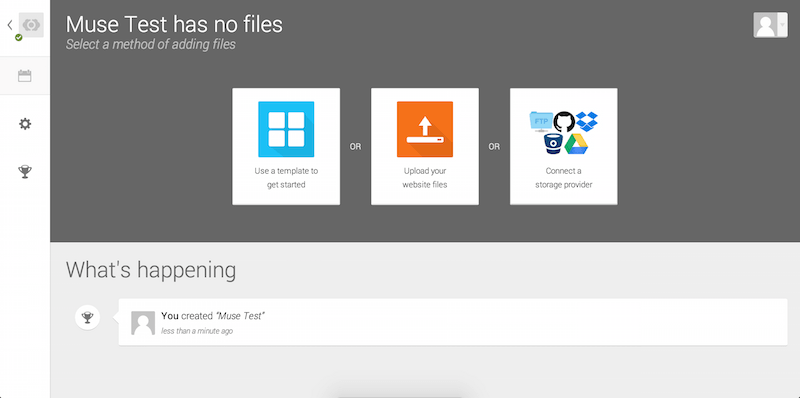 Muse Test has no files
Select a method of adding files
Use a template to
get started
OR
Upload your
website files
OR
FTP
Connect a
storage provider
What's happening
You created "Muse Test"
less than a minute ago